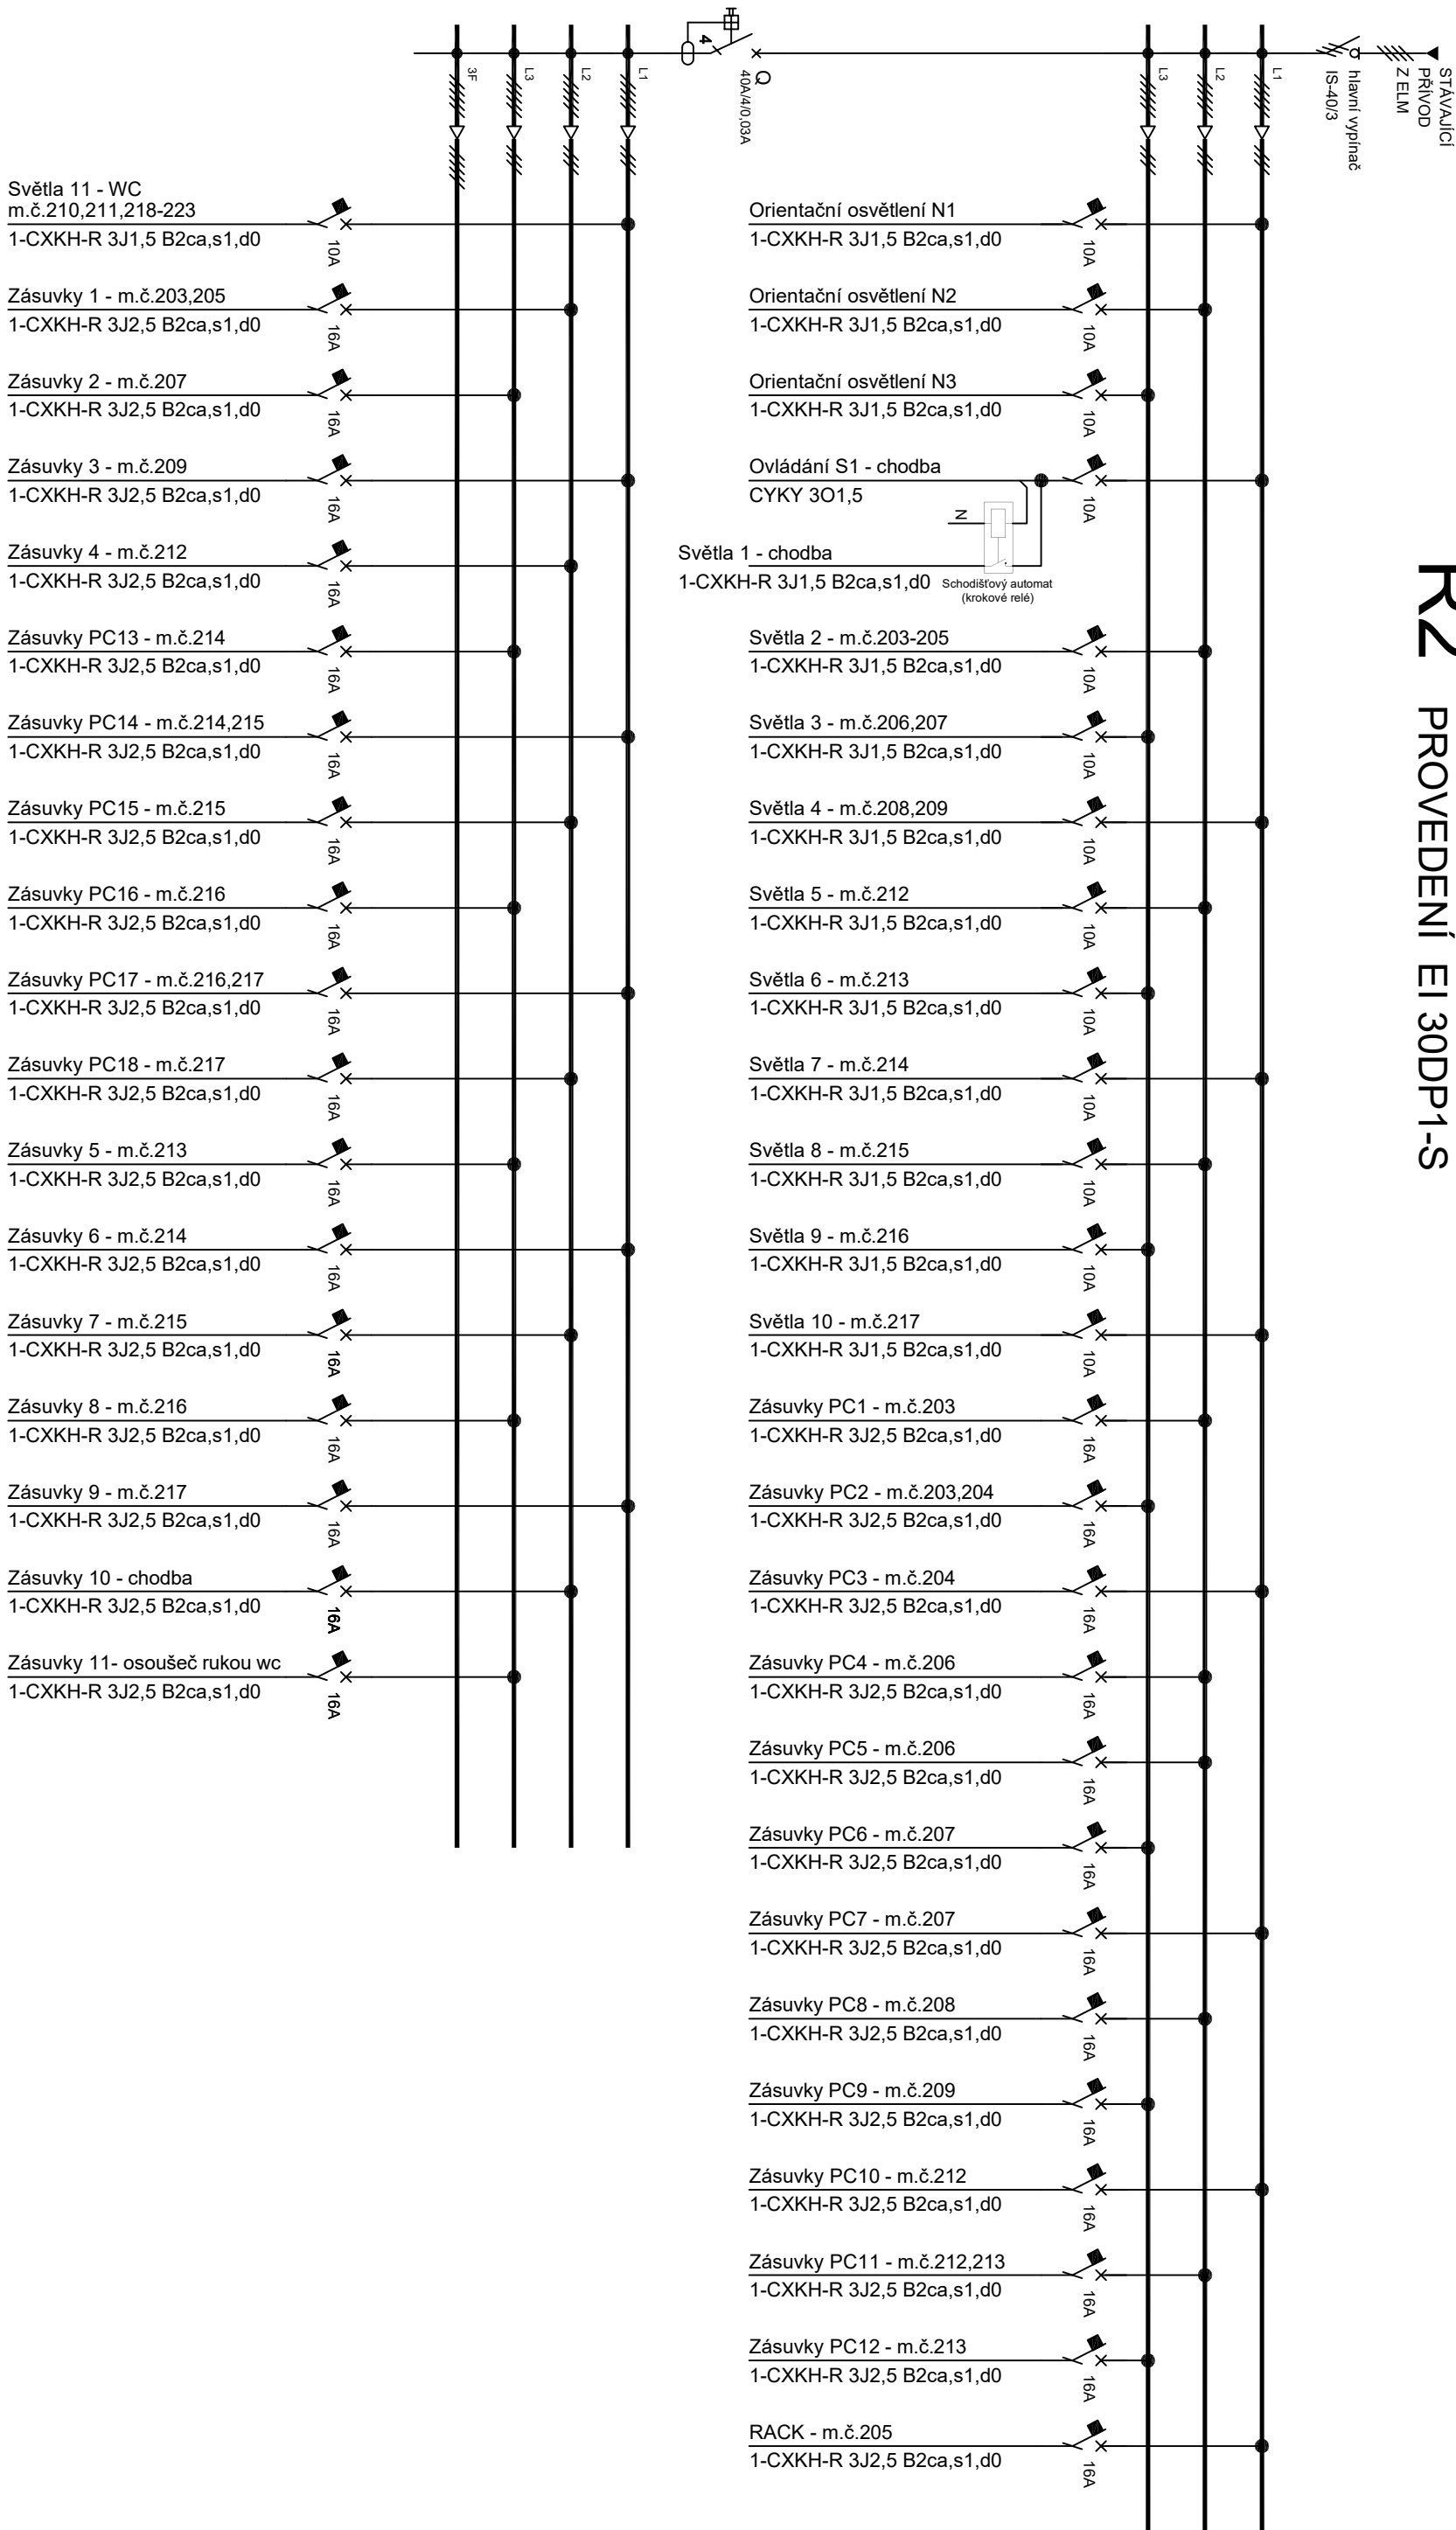 STÁVAJÍCÍ
PŘÍVOD
Z ELM
hlavní vypínač
IS-40/3
R2 PROVEDENÍ EI 30DP1-S
L1
L2
L3
Q
40A/4/0,03A
4
L1
L2
L3
3F
Světla 11 - WC
m.č.210,211,218-223
1-CXKH-R 3J1,5 B2ca,s1,d0
10A
Zásuvky 1 - m.č.203,205
1-CXKH-R 3J2,5 B2ca,s1,d0
16A
Zásuvky 2 - m.č.207
1-CXKH-R 3J2,5 B2ca,s1,d0
16A
Zásuvky 3 - m.č.209
1-CXKH-R 3J2,5 B2ca,s1,d0
16A
Zásuvky 4 - m.č.212
1-CXKH-R 3J2,5 B2ca,s1,d0
16A
Zásuvky PC13 - m.č.214
1-CXKH-R 3J2,5 B2ca,s1,d0
16A
Zásuvky PC14 - m.č.214,215
1-CXKH-R 3J2,5 B2ca,s1,d0
16A
Zásuvky PC15 - m.č.215
1-CXKH-R 3J2,5 B2ca,s1,d0
16A
Zásuvky PC16 - m.č.216
1-CXKH-R 3J2,5 B2ca,s1,d0
16A
Zásuvky PC17 - m.č.216,217
1-CXKH-R 3J2,5 B2ca,s1,d0
16A
Zásuvky PC18 - m.č.217
1-CXKH-R 3J2,5 B2ca,s1,d0
16A
Zásuvky 5 - m.č.213
1-CXKH-R 3J2,5 B2ca,s1,d0
16A
Zásuvky 6 - m.č.214
1-CXKH-R 3J2,5 B2ca,s1,d0
16A
Zásuvky 7 - m.č.215
1-CXKH-R 3J2,5 B2ca,s1,d0
16A
Zásuvky 8 - m.č.216
1-CXKH-R 3J2,5 B2ca,s1,d0
16A
Zásuvky 9 - m.č.217
1-CXKH-R 3J2,5 B2ca,s1,d0
16A
Zásuvky 10 - chodba
1-CXKH-R 3J2,5 B2ca,s1,d0
16A
Zásuvky 11- osoušeč rukou wc
1-CXKH-R 3J2,5 B2ca,s1,d0
16A
Orientační osvětlení N1
1-CXKH-R 3J1,5 B2ca,s1,d0
10A
Orientační osvětlení N2
1-CXKH-R 3J1,5 B2ca,s1,d0
10A
Orientační osvětlení N3
1-CXKH-R 3J1,5 B2ca,s1,d0
10A
Ovládání S1 - chodba
CYKY 3O1,5
10A
N
Světla 1 - chodba
1-CXKH-R 3J1,5 B2ca,s1,d0
Schodišťový automat
(krokové relé)
Světla 2 - m.č.203-205
1-CXKH-R 3J1,5 B2ca,s1,d0
10A
Světla 3 - m.č.206,207
1-CXKH-R 3J1,5 B2ca,s1,d0
10A
Světla 4 - m.č.208,209
1-CXKH-R 3J1,5 B2ca,s1,d0
10A
Světla 5 - m.č.212
1-CXKH-R 3J1,5 B2ca,s1,d0
10A
Světla 6 - m.č.213
1-CXKH-R 3J1,5 B2ca,s1,d0
10A
Světla 7 - m.č.214
1-CXKH-R 3J1,5 B2ca,s1,d0
10A
Světla 8 - m.č.215
1-CXKH-R 3J1,5 B2ca,s1,d0
10A
Světla 9 - m.č.216
1-CXKH-R 3J1,5 B2ca,s1,d0
10A
Světla 10 - m.č.217
1-CXKH-R 3J1,5 B2ca,s1,d0
10A
Zásuvky PC1 - m.č.203
1-CXKH-R 3J2,5 B2ca,s1,d0
16A
Zásuvky PC2 - m.č.203,204
1-CXKH-R 3J2,5 B2ca,s1,d0
16A
Zásuvky PC3 - m.č.204
1-CXKH-R 3J2,5 B2ca,s1,d0
16A
Zásuvky PC4 - m.č.206
1-CXKH-R 3J2,5 B2ca,s1,d0
16A
Zásuvky PC5 - m.č.206
1-CXKH-R 3J2,5 B2ca,s1,d0
16A
Zásuvky PC6 - m.č.207
1-CXKH-R 3J2,5 B2ca,s1,d0
16A
Zásuvky PC7 - m.č.207
1-CXKH-R 3J2,5 B2ca,s1,d0
16A
Zásuvky PC8 - m.č.208
1-CXKH-R 3J2,5 B2ca,s1,d0
16A
Zásuvky PC9 - m.č.209
1-CXKH-R 3J2,5 B2ca,s1,d0
16A
Zásuvky PC10 - m.č.212
1-CXKH-R 3J2,5 B2ca,s1,d0
16A
Zásuvky PC11 - m.č.212,213
1-CXKH-R 3J2,5 B2ca,s1,d0
16A
Zásuvky PC12 - m.č.213
1-CXKH-R 3J2,5 B2ca,s1,d0
16A
RACK - m.č.205
1-CXKH-R 3J2,5 B2ca,s1,d0
16A